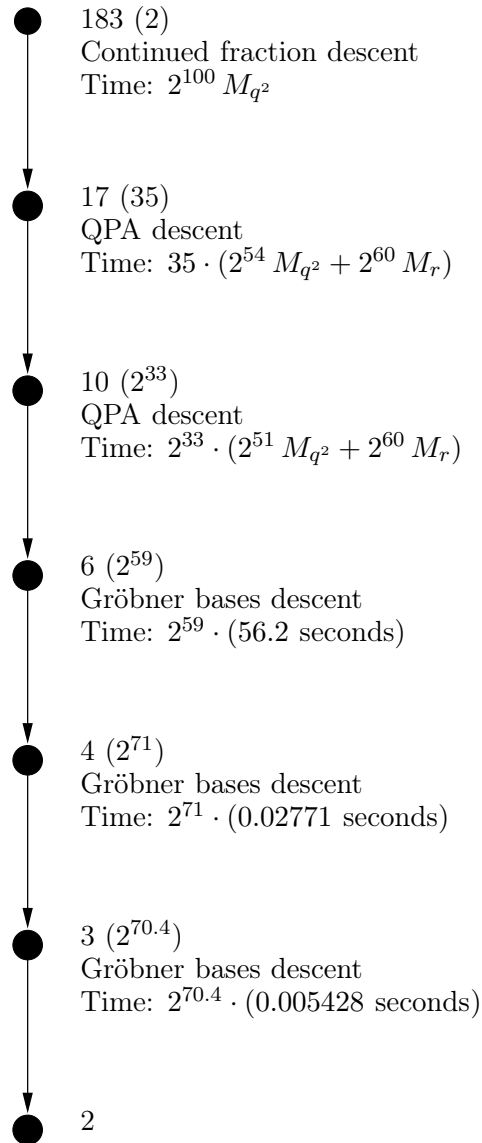 183 (2)
Continued fraction descent
Time: 2^{100} M_{q^2}
17 (35)
QPA descent
Time: 35 · (2^{54} M_{q^2} + 2^{60} M_r)
10 (2^{33})
QPA descent
Time: 2^{33} · (2^{51} M_{q^2} + 2^{60} M_r)
6 (2^{59})
Gröbner bases descent
Time: 2^{59} · (56.2 seconds)
4 (2^{71})
Gröbner bases descent
Time: 2^{71} · (0.02771 seconds)
3 (2^{70.4})
Gröbner bases descent
Time: 2^{70.4} · (0.005428 seconds)
2